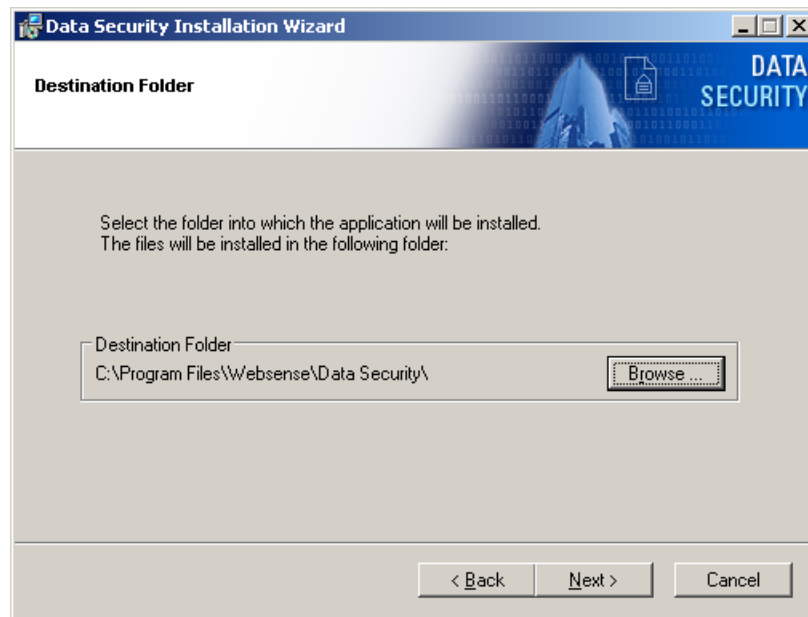 Data Security Installation Wizard
Destination Folder
DATA
SECURITY
Select the folder into which the application will be installed.
The files will be installed in the following folder:
Destination Folder
C:\Program Files\Websense\Data Security\
Browse ...
< Back
Next >
Cancel